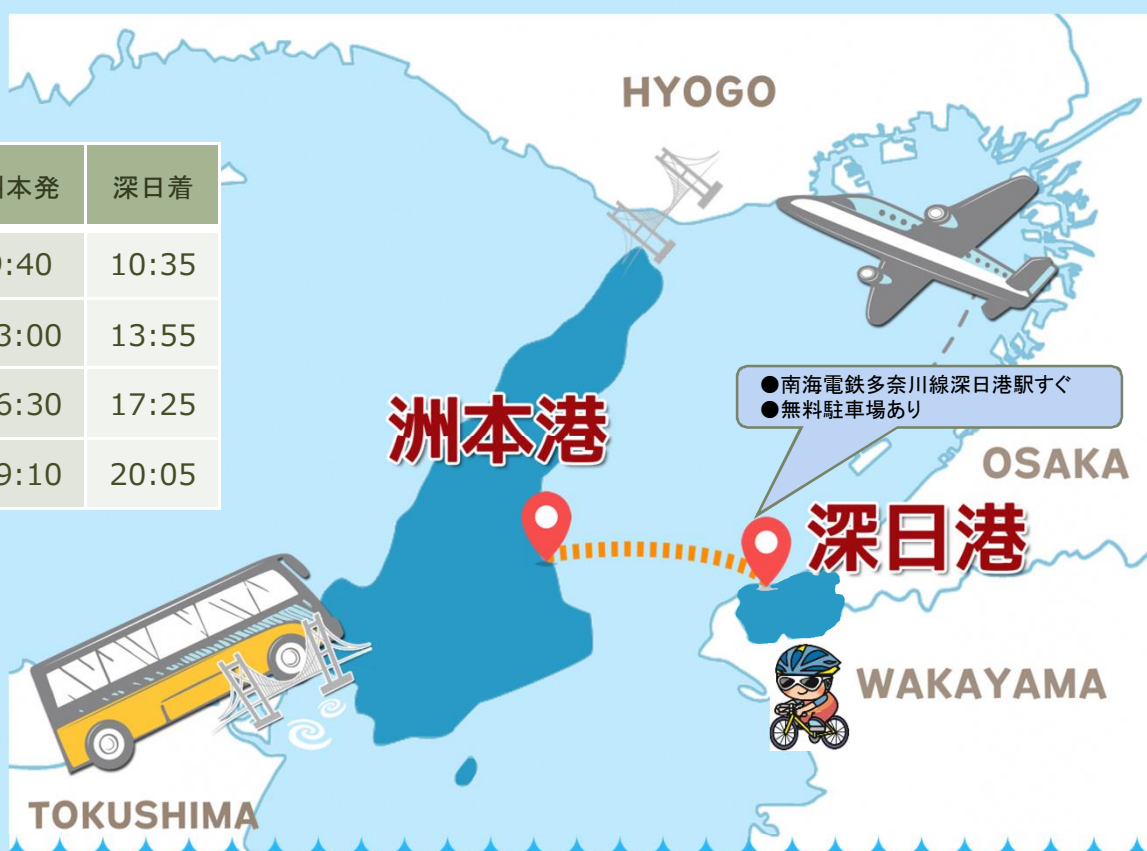 HYOGO
本発 深日着
:40 10:35
3:00 13:55
6:30 17:25
9:10 20:05
●南海電鉄多奈川線深日港駅すぐ
●無料駐車場あり
洲本港
OSAKA
深日港
WAKAYAMA
TOKUSHIMA